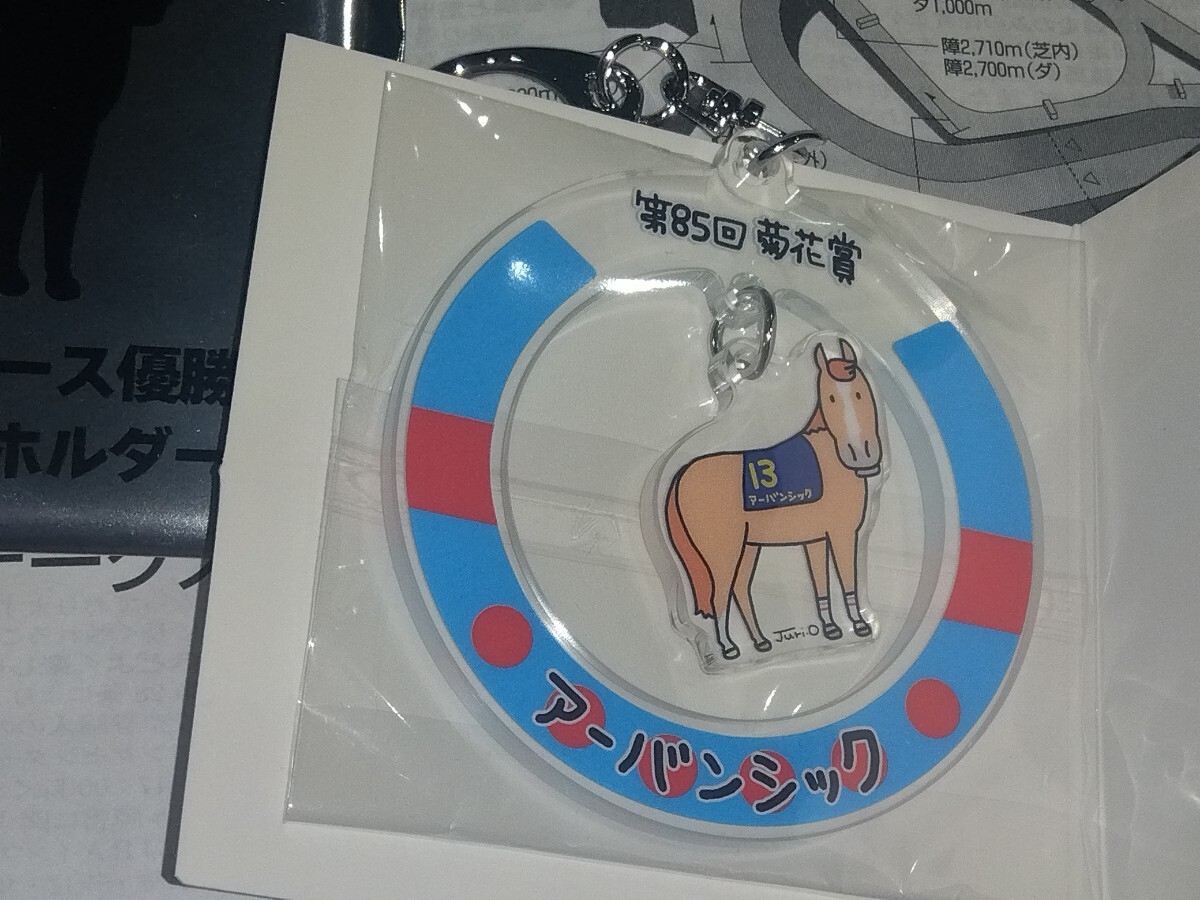 ダ1,000m
障2,710m(芝内)
障2,700m(ダ)
外)
第85回 菊花賞
13
アーバンシック
Juri.O
アーバンシック
ース優勝
ホルダー